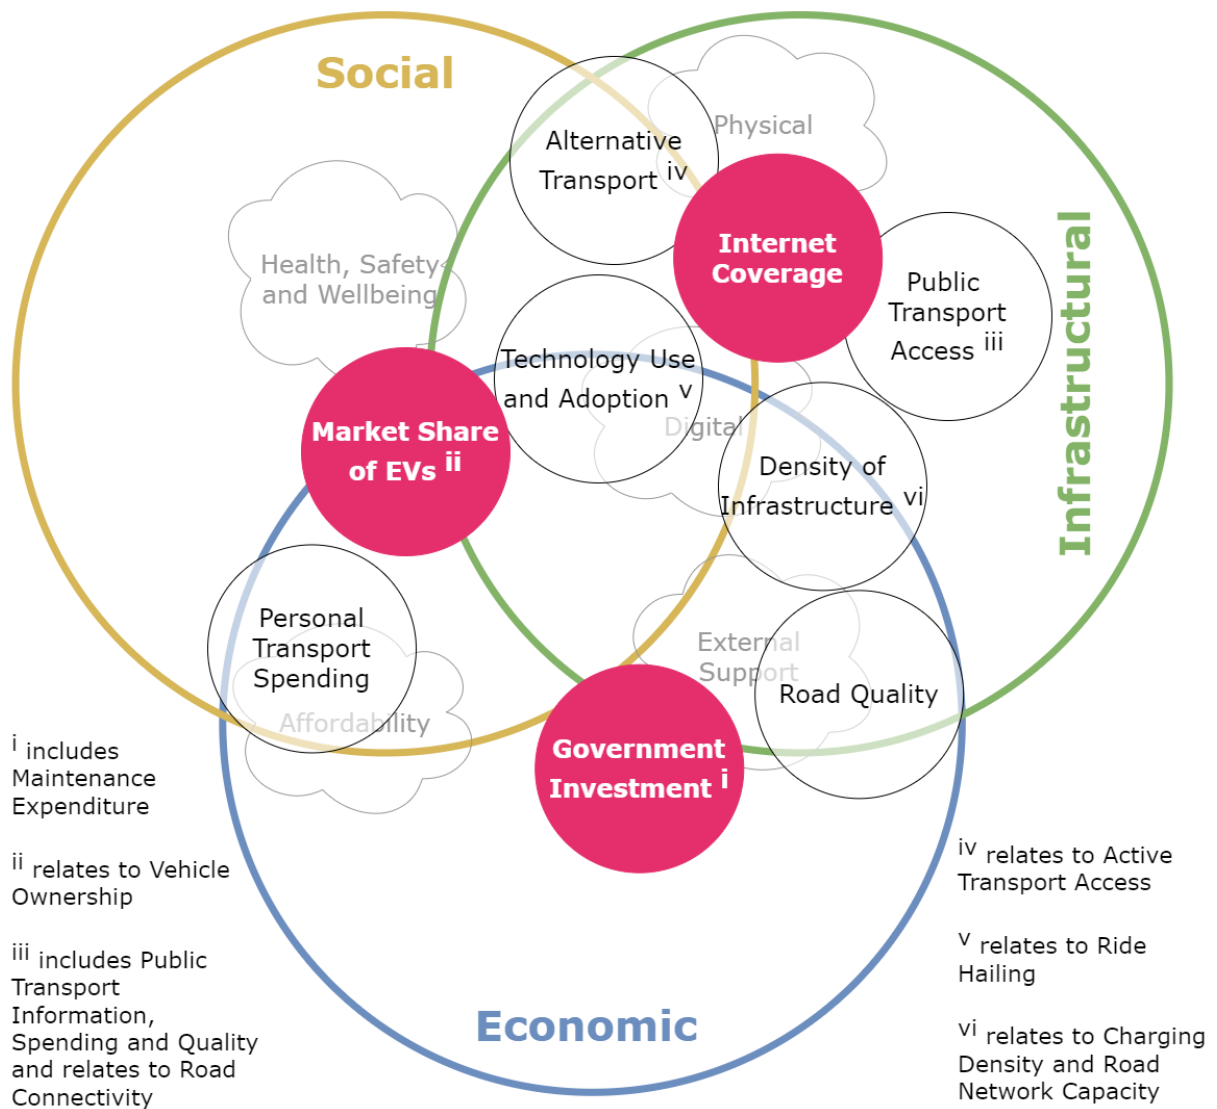 Social
Physical
Alternative
Transport iv
Internet
Coverage
Health, Safety
and Wellbeing
Public
Transport
Access iii
Infrastructural
Technology Use
and Adoption v
Digital
Market Share
of EVs ii
Density of
Infrastructure vi
Personal
Transport
Spending
External
Support
Road Quality
Affordability
Government
Investment i
i includes
Maintenance
Expenditure
ii relates to Vehicle
Ownership
iii includes Public
Transport
Information,
Spending and Quality
and relates to Road
Connectivity
Economic
iv relates to Active
Transport Access
v relates to Ride
Hailing
vi relates to Charging
Density and Road
Network Capacity